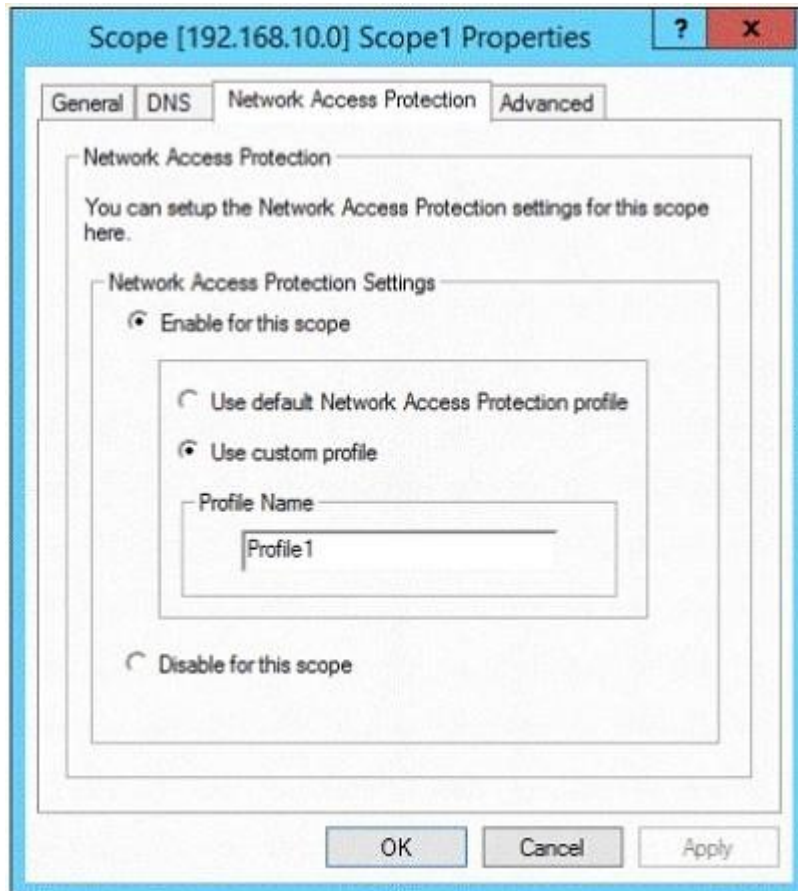 Scope [192.168.10.0] Scope1 Properties
?
x
General
DNS
Network Access Protection
Advanced
Network Access Protection
You can setup the Network Access Protection settings for this scope
here.
Network Access Protection Settings
Enable for this scope
Use default Network Access Protection profile
Use custom profile
Profile Name
Profile1
Disable for this scope
OK
Cancel
Apply